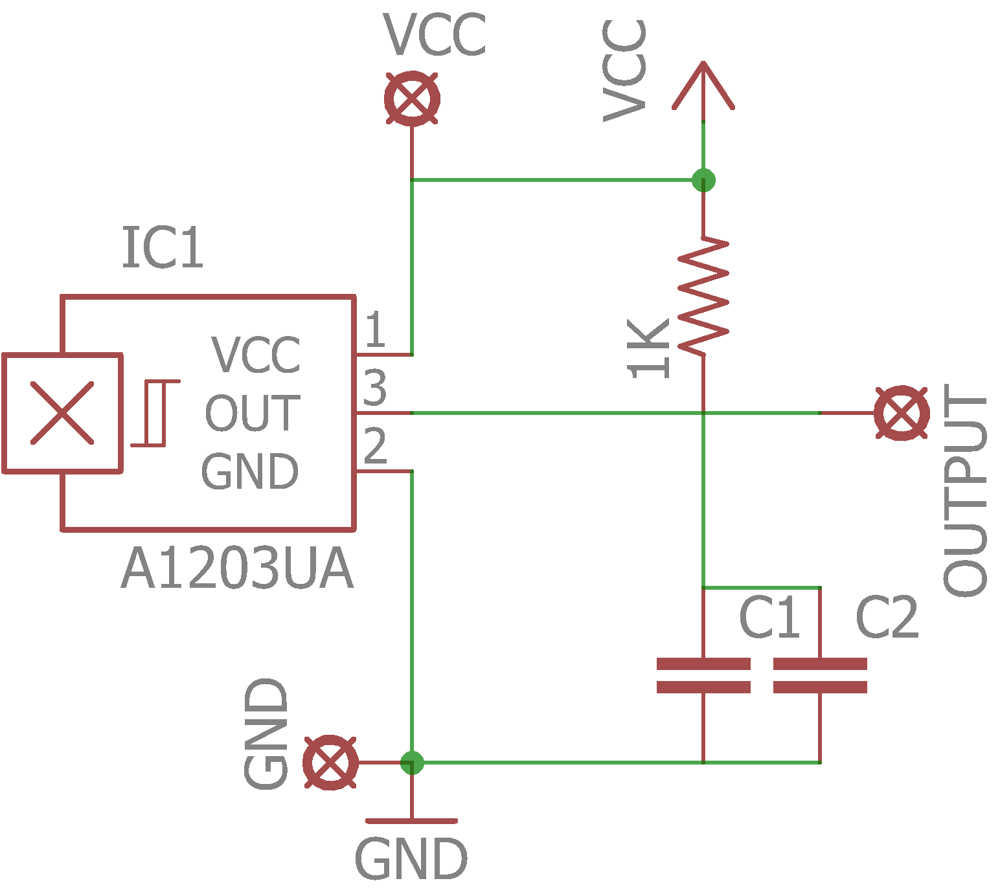 VCC
VCC
IC1
1
VCC
3
OUT
2
GND
1K
A1203UA
OUTPUT
C1
C2
GND
GND